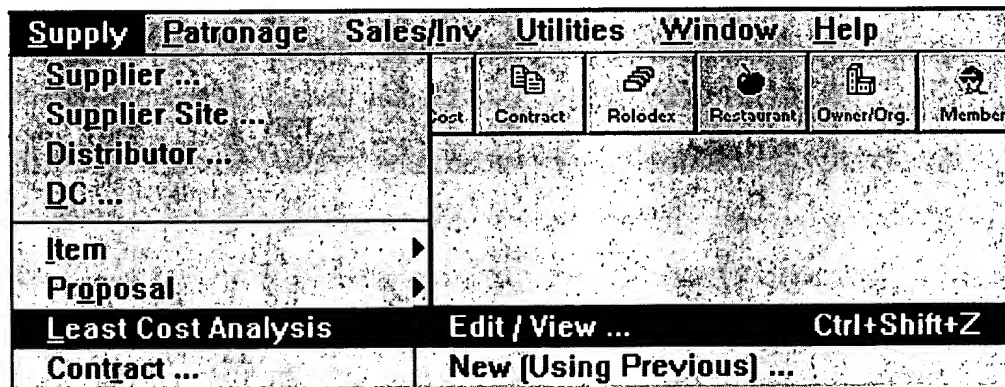 Supply Patronage Sales/Inv Utilities Window Help
Supplier ...
Supplier Site ...
Distributor ...
DC ...
Item
Proposal
Least Cost Analysis
Contract ...
Cost Contract Rolodex Restaurant Owner/Org. Member
Edit / View ... Ctrl+Shift+Z
New (Using Previous) ...